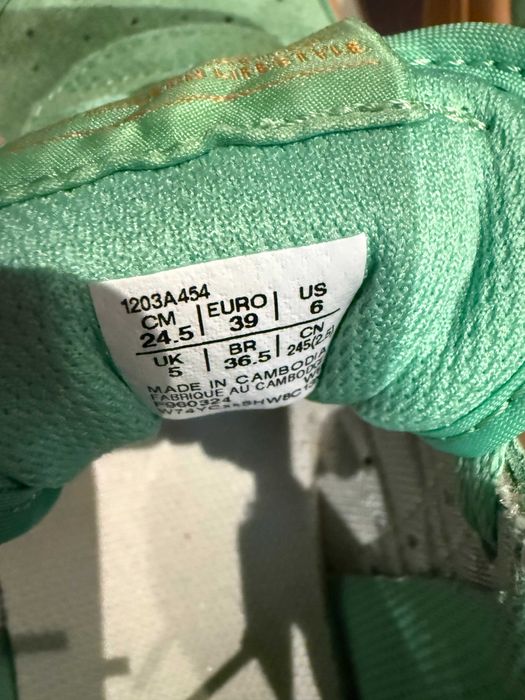 1203A454
CM 24.5 | EURO 39 | US 6
UK 5 | BR 36.5 | CN 245(2.5)
MADE IN CAMBODIA
FABRIQUE AU CAMBODGE
P060324